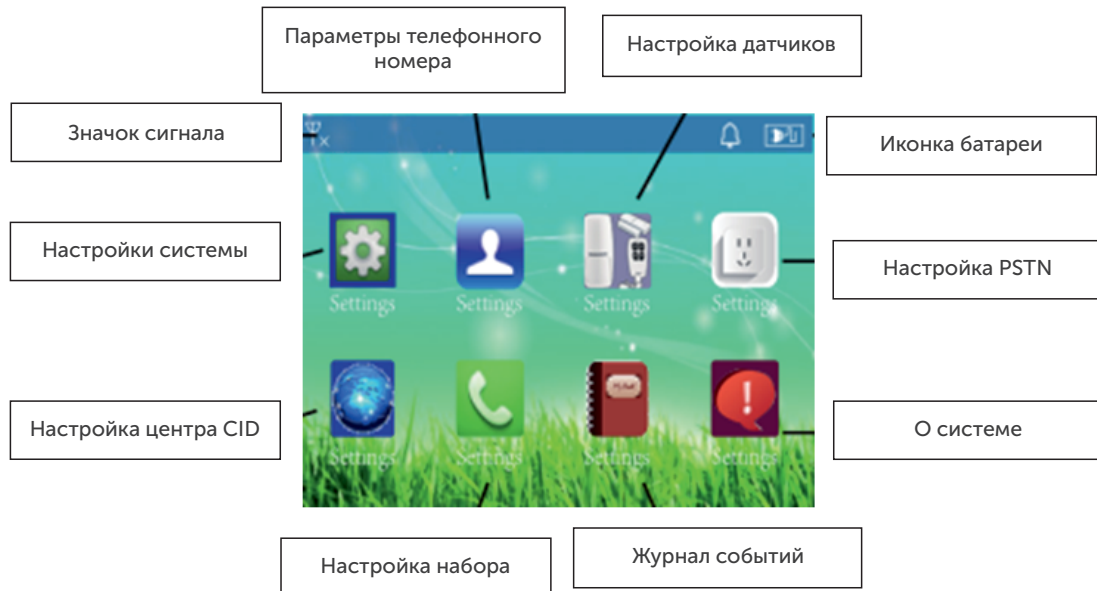 Параметры телефонного
номера
Настройка датчиков
Значок сигнала
Иконка батареи
Настройки системы
Настройка PSTN
Settings Settings Settings Settings
Настройка центра CID
О системе
Settings Settings Settings Settings
Настройка набора
Журнал событий